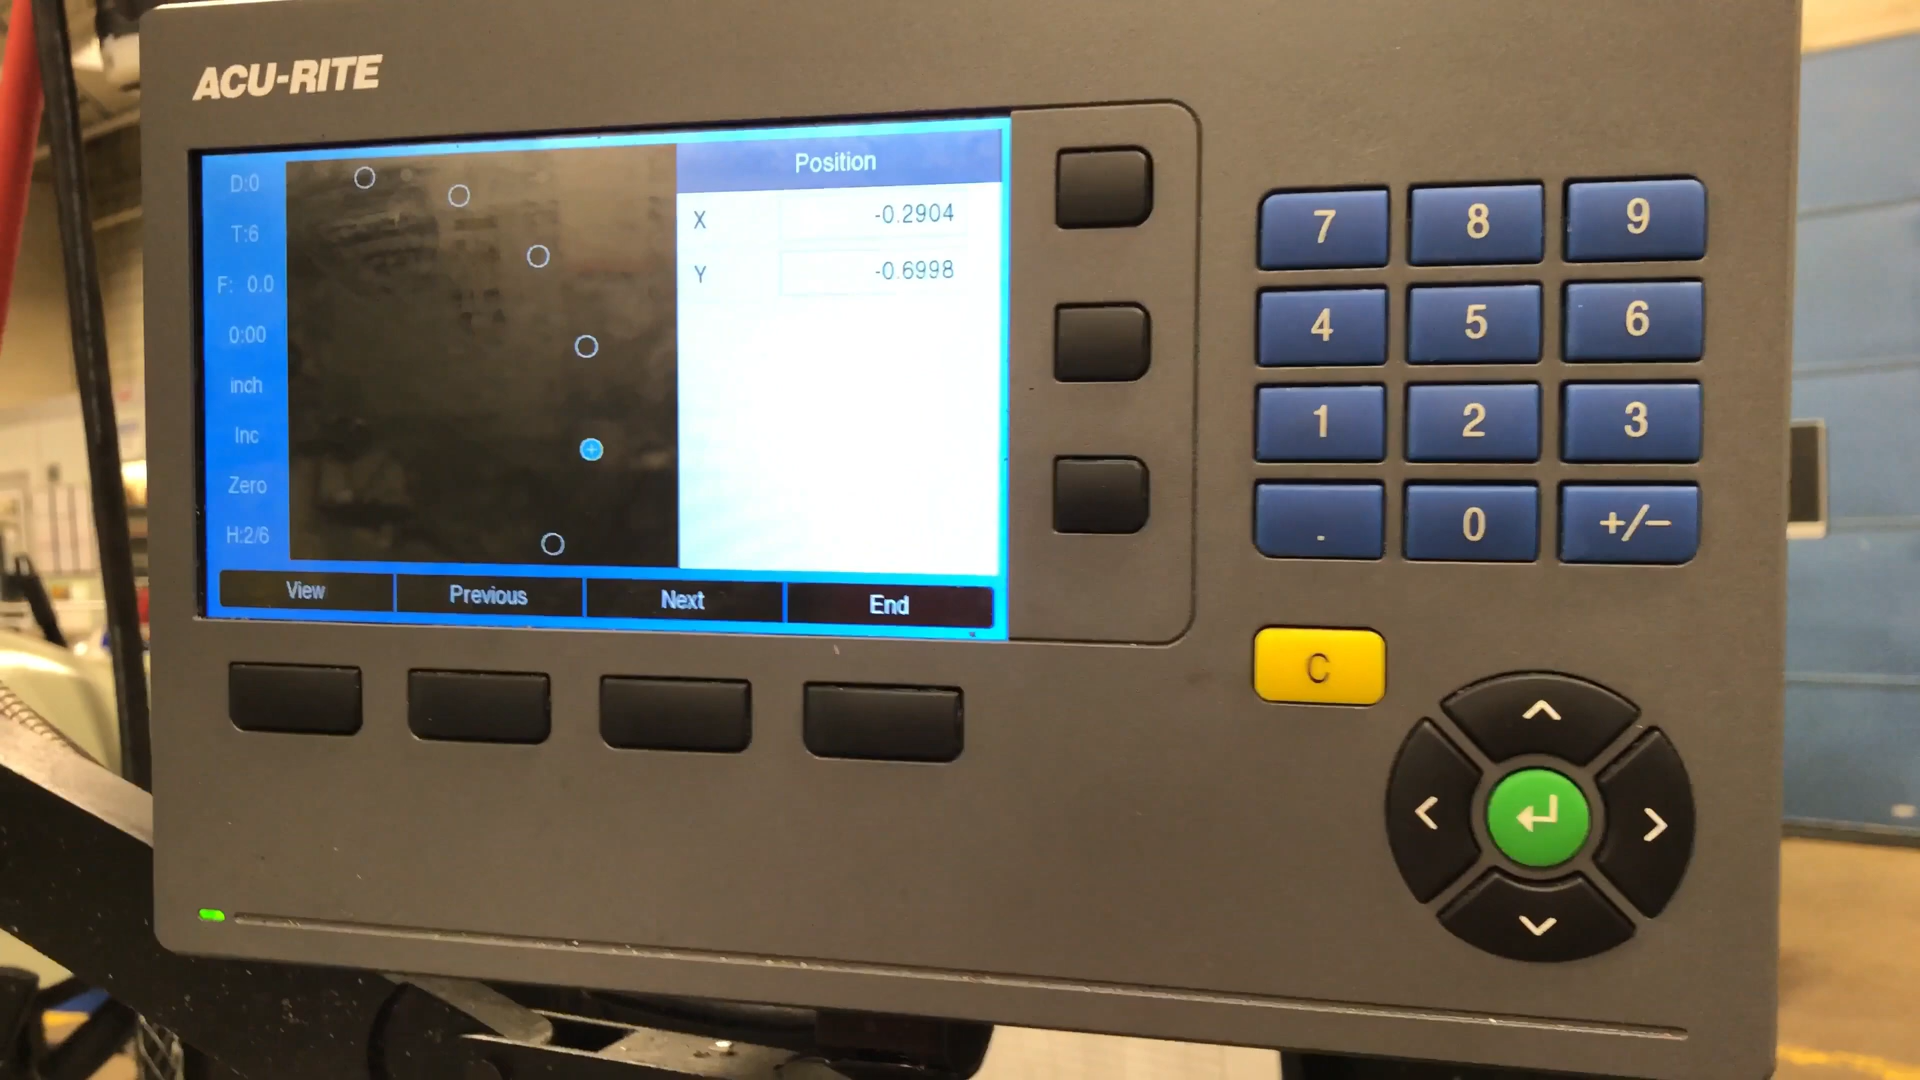 ACU-RITE
D:0
T:6
F: 0.0
0:00
inch
Inc
Zero
H:2/6
Position
X -0.2904
Y -0.6998
View Previous Next End
7 8 9
4 5 6
1 2 3
. 0 +/-
C